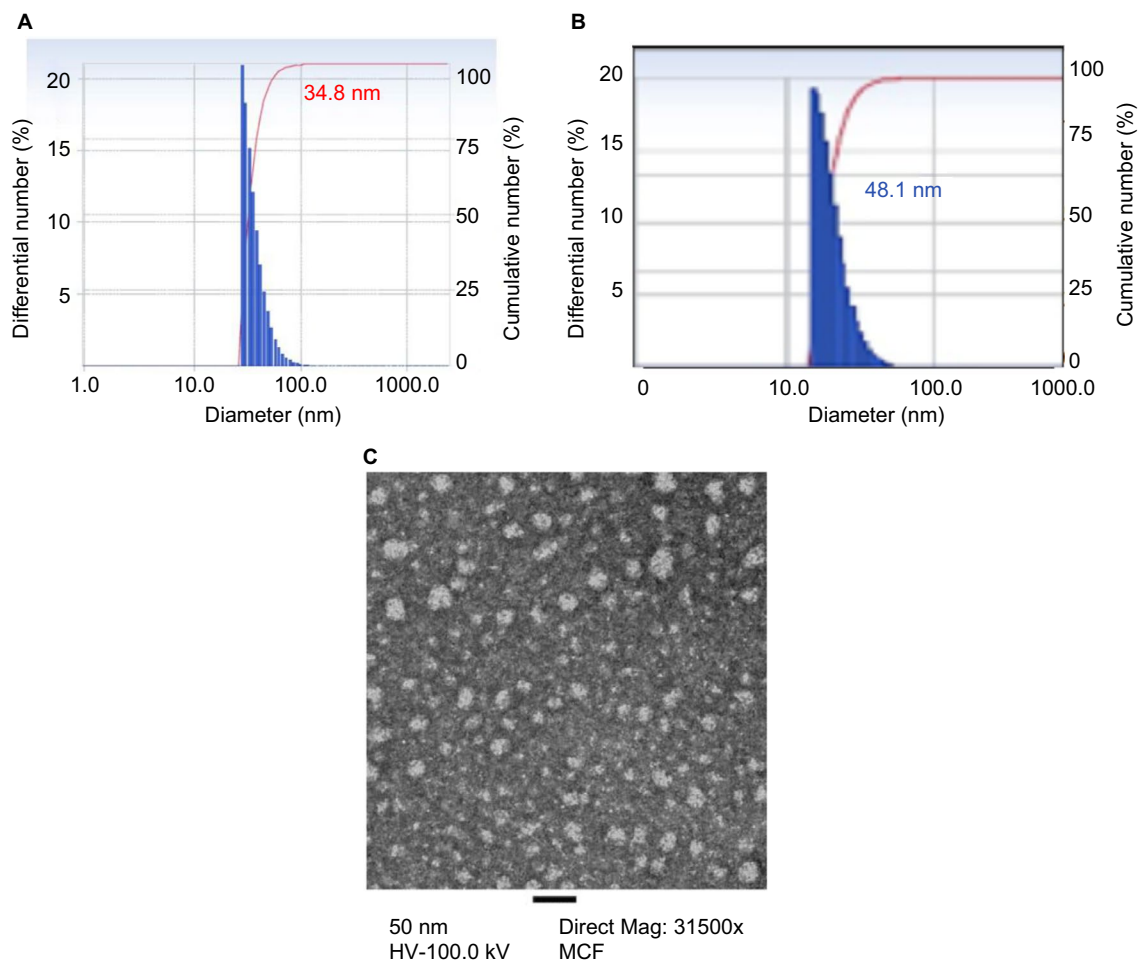 A
Differential number (%)
20
15
10
5
34.8 nm
100
75
50
25
0
Cumulative number (%)
1.0 10.0 100.0 1000.0
Diameter (nm)
B
Differential number (%)
20
15
10
5
48.1 nm
100
75
50
25
0
Cumulative number (%)
0 10.0 100.0 1000.0
Diameter (nm)
C
50 nm Direct Mag: 31500x
HV-100.0 kV MCF